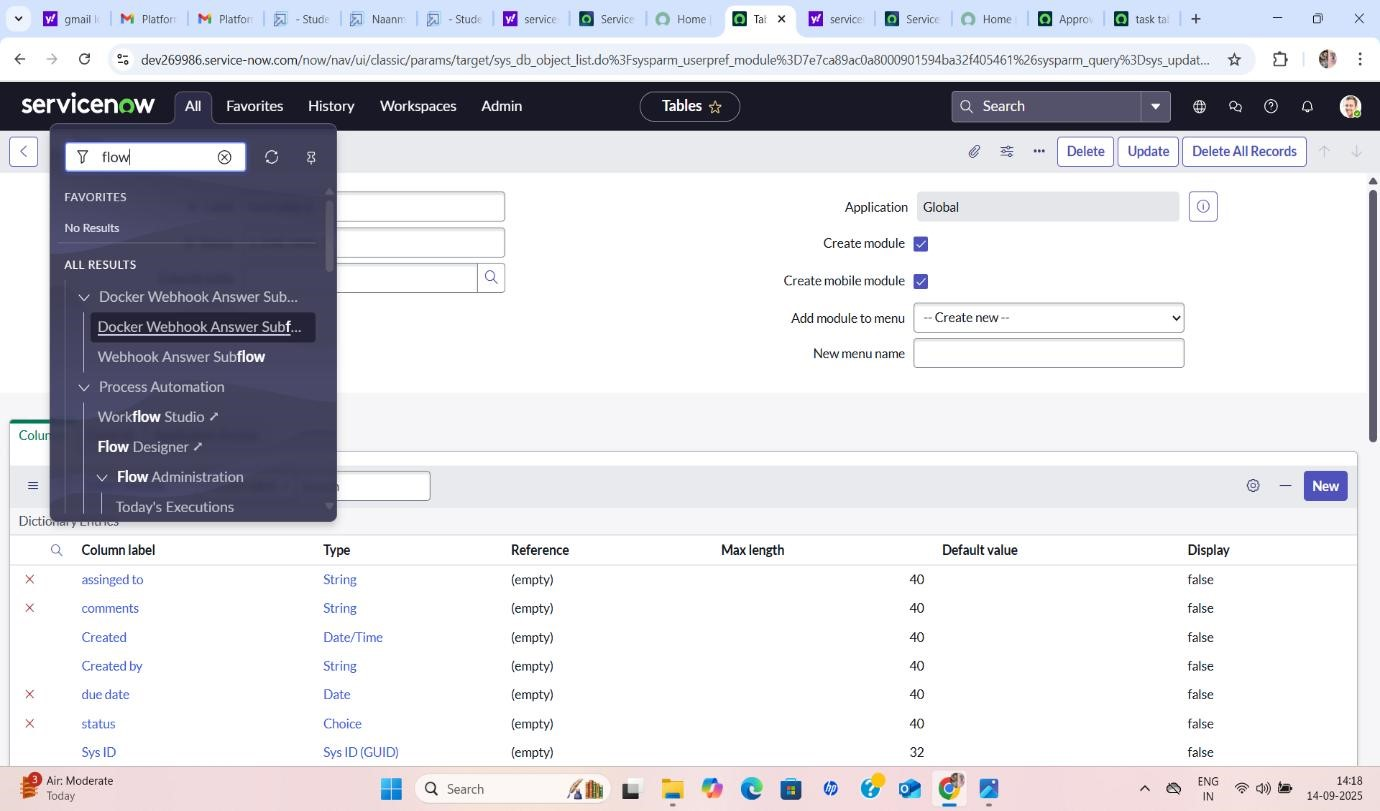 gmail l
Platforr
Platforr
- Stude
Naanm
- Stude
service
Service
Home |
Tab
service
Service
Home |
Approv
task tal
dev269986.service-now.com/now/nav/ui/classic/params/target/sys_db_object_list.do%3Fsysparm_userpref_module%3D7e7ca89ac0a8000901594ba32f405461%26sysparm_query%3Dsys_updat...
servicenow
All
Favorites
History
Workspaces
Admin
Tables
Search
flow
Delete
Update
Delete All Records
FAVORITES
No Results
ALL RESULTS
Docker Webhook Answer Sub...
Docker Webhook Answer Subf...
Webhook Answer Subflow
Process Automation
Workflow Studio
Flow Designer
Flow Administration
Today's Executions
Application
Global
Create module
Create mobile module
Add module to menu
-- Create new --
New menu name
Colun
New
Dictionary Entries
Column label
Type
Reference
Max length
Default value
Display
assinged to
String
(empty)
40
false
comments
String
(empty)
40
false
Created
Date/Time
(empty)
40
false
Created by
String
(empty)
40
false
due date
Date
(empty)
40
false
status
Choice
(empty)
40
false
Sys ID
Sys ID (GUID)
(empty)
32
false
3
Air: Moderate
Today
Search
ENG
IN
14:18
14-09-2025